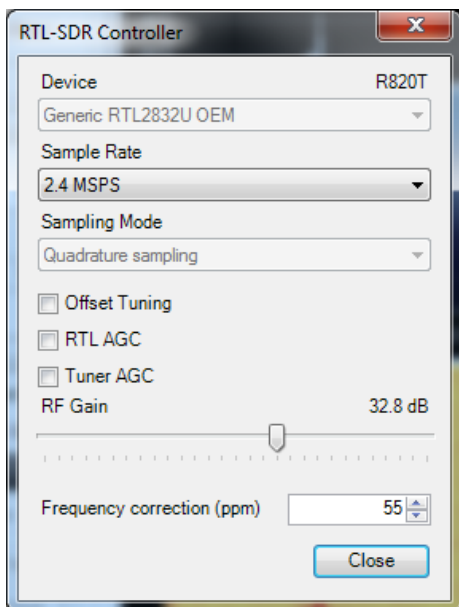 RTL-SDR Controller
Device R820T
Generic RTL2832U OEM
Sample Rate
2.4 MSPS
Sampling Mode
Quadrature sampling
Offset Tuning
RTL AGC
Tuner AGC
RF Gain 32.8 dB
Frequency correction (ppm) 55
Close